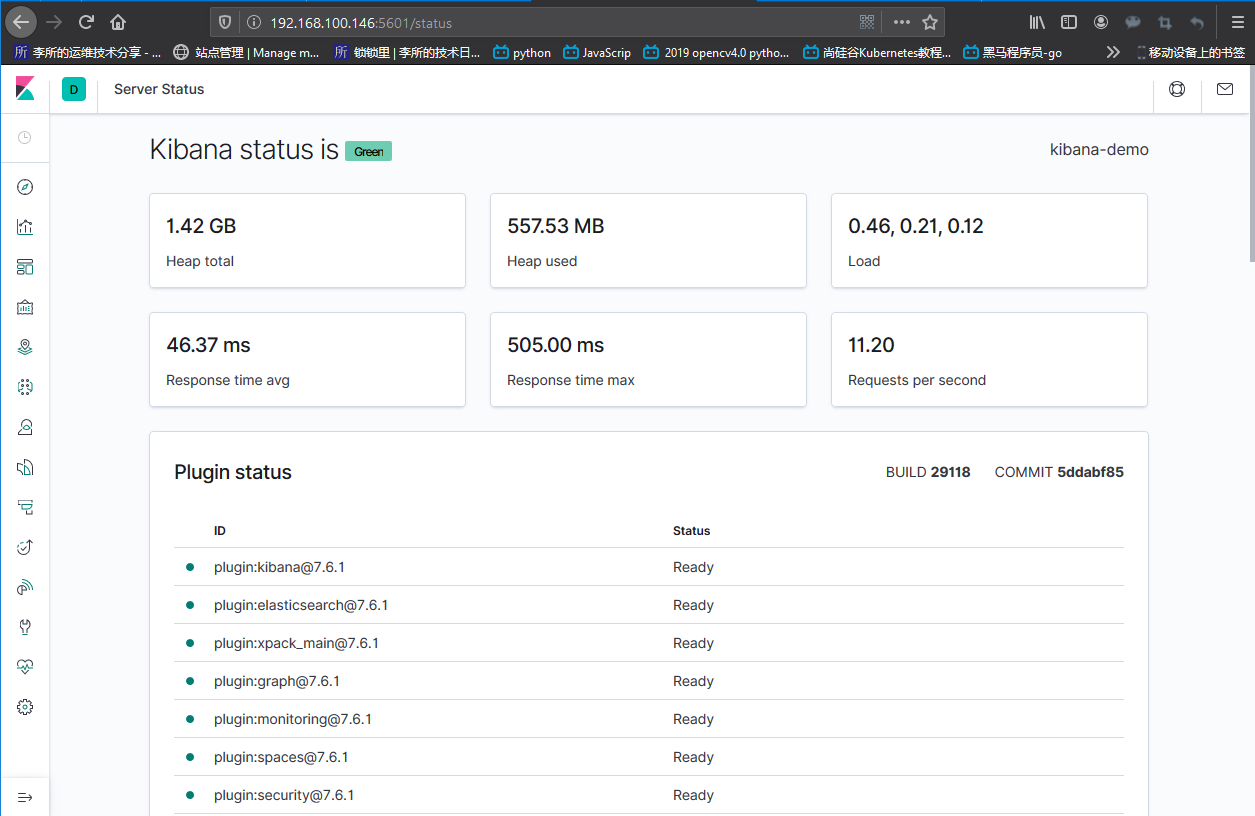 192.168.100.146:5601/status
所 李所的运维技术分享 - ... 站点管理 | Manage m... 所 锁锁里 | 李所的技术日... python JavaScrip 2019 opencv4.0 pytho... 尚硅谷Kubernetes教程... 黑马程序员-go 移动设备上的书签
D Server Status
Kibana status is Green kibana-demo
1.42 GB 557.53 MB 0.46, 0.21, 0.12
Heap total Heap used Load
46.37 ms 505.00 ms 11.20
Response time avg Response time max Requests per second
Plugin status BUILD 29118 COMMIT 5ddabf85
ID Status
plugin:kibana@7.6.1 Ready
plugin:elasticsearch@7.6.1 Ready
plugin:xpack_main@7.6.1 Ready
plugin:graph@7.6.1 Ready
plugin:monitoring@7.6.1 Ready
plugin:spaces@7.6.1 Ready
plugin:security@7.6.1 Ready